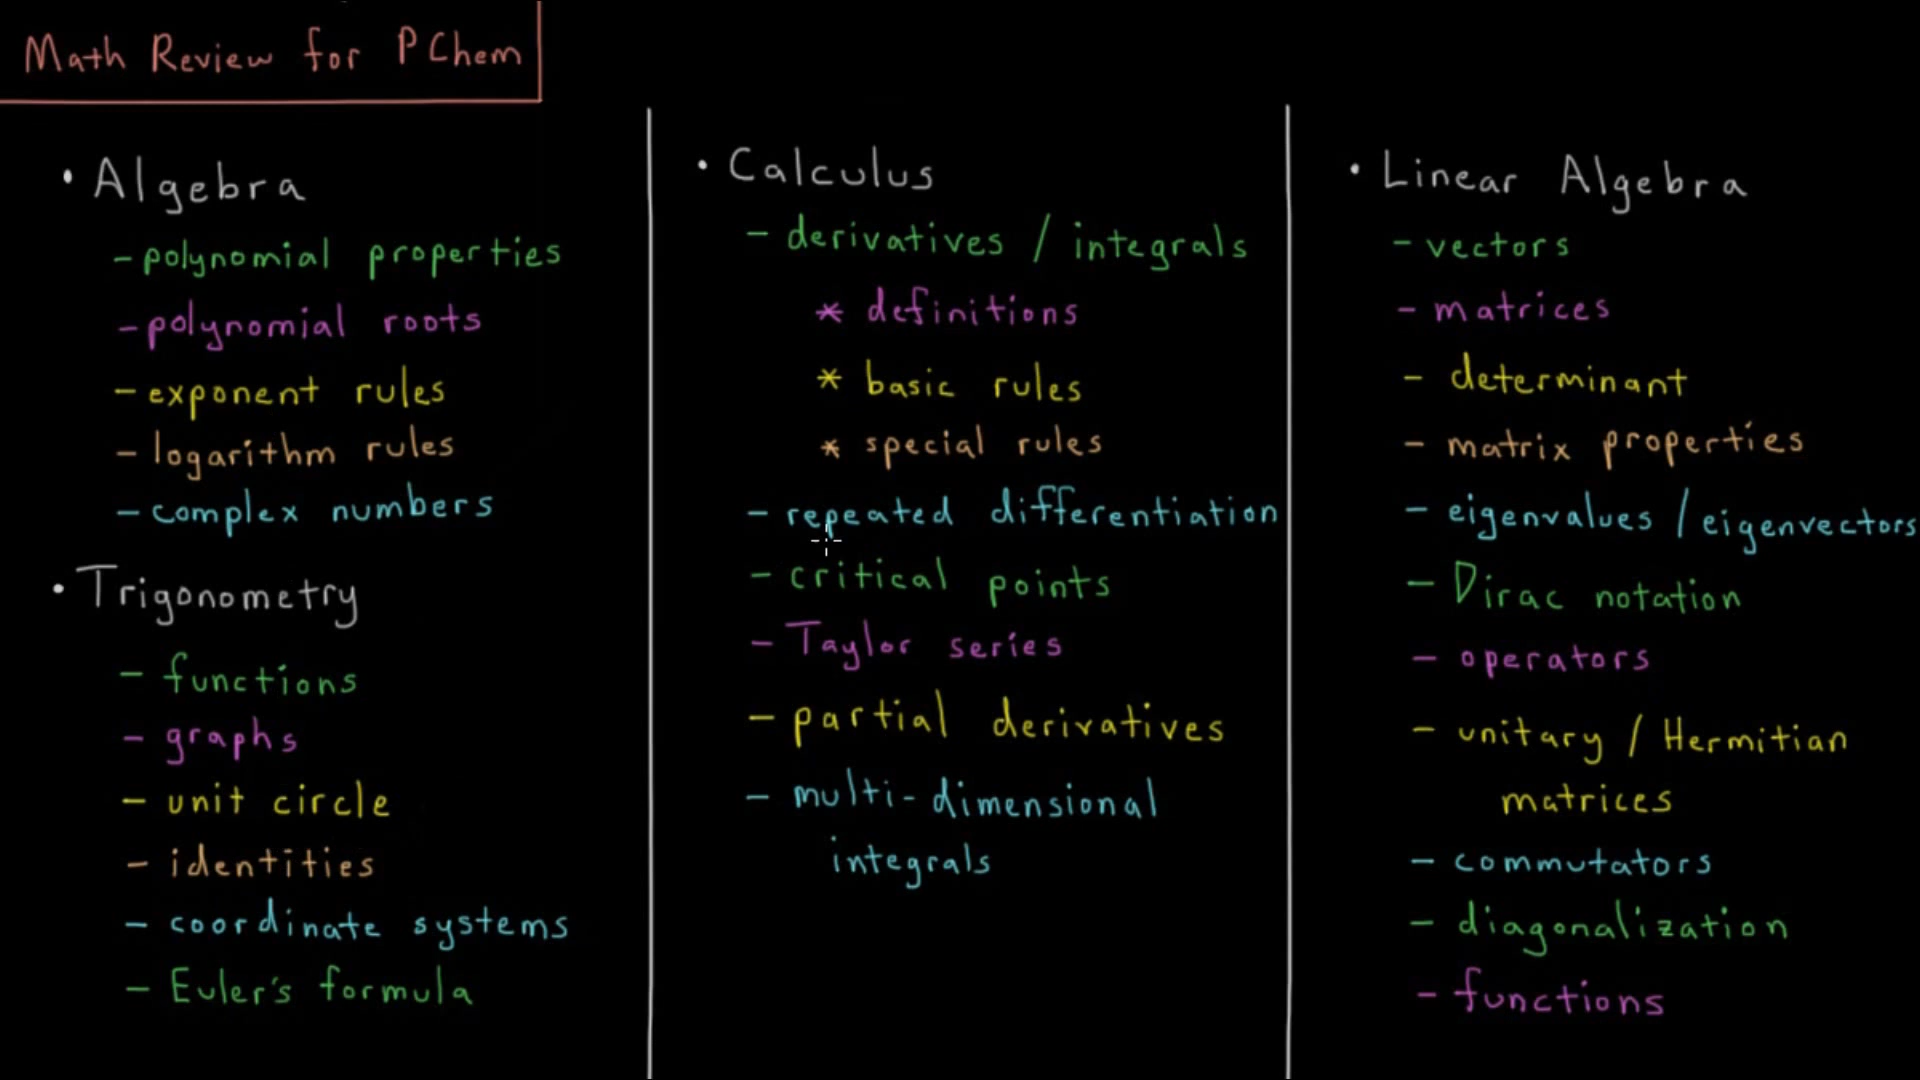 Math Review for PChem
• Algebra
- polynomial properties
- polynomial roots
- exponent rules
- logarithm rules
- complex numbers
• Trigonometry
- functions
- graphs
- unit circle
- identities
- coordinate systems
- Euler's formula
• Calculus
- derivatives / integrals
* definitions
* basic rules
* special rules
- repeated differentiation
- critical points
- Taylor series
- partial derivatives
- multi-dimensional
integrals
• Linear Algebra
- vectors
- matrices
- determinant
- matrix properties
- eigenvalues / eigenvectors
- Dirac notation
- operators
- unitary / Hermitian
matrices
- commutators
- diagonalization
- functions